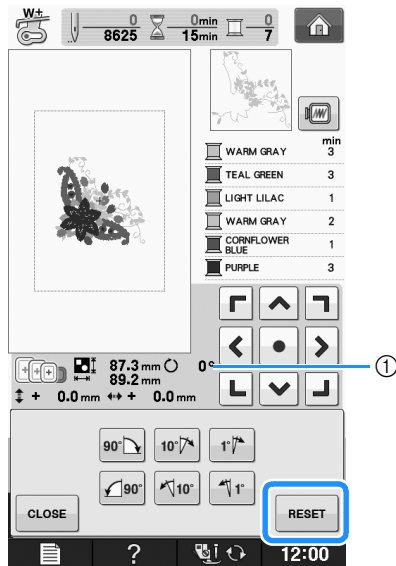 W+
0
8625
0min
15min
0
7
min
WARM GRAY 3
TEAL GREEN 3
LIGHT LILAC 1
WARM GRAY 2
CORNFLOWER
BLUE 1
PURPLE 3
87.3 mm 0° ①
89.2 mm
+ 0.0 mm + 0.0 mm
90° 10° 1°
90° 10° 1°
CLOSE RESET
? 12:00